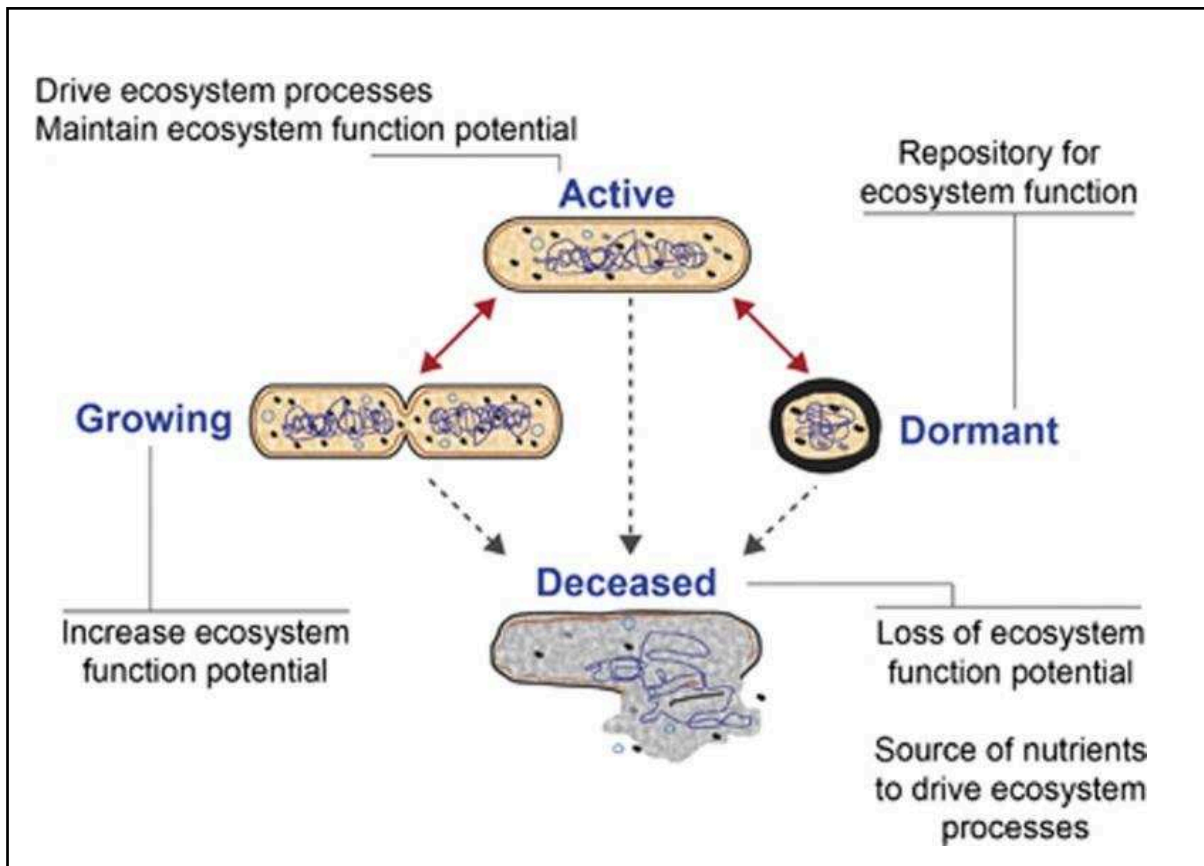 Drive ecosystem processes
Maintain ecosystem function potential
Active
Repository for
ecosystem function
Growing
Dormant
Deceased
Increase ecosystem
function potential
Loss of ecosystem
function potential
Source of nutrients
to drive ecosystem
processes